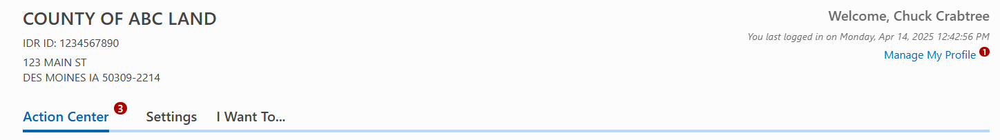 COUNTY OF ABC LAND
Welcome, Chuck Crabtree
IDR ID: 1234567890
You last logged in on Monday, Apr 14, 2025 12:42:56 PM
Manage My Profile 1
123 MAIN ST
DES MOINES IA 50309-2214
Action Center 3 Settings I Want To...